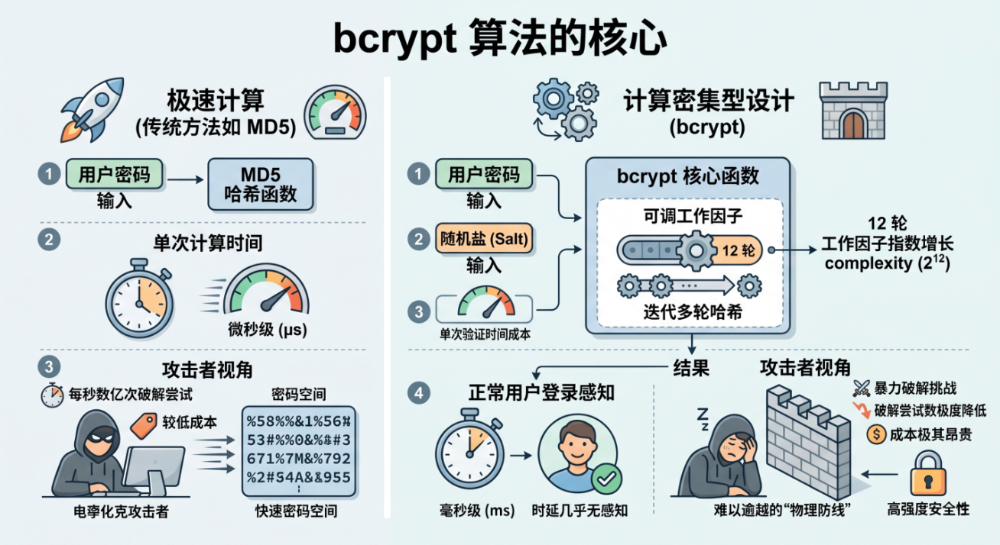 bcrypt 算法的核心
极速计算
(传统方法如 MD5)
1
用户密码
输入
MD5
哈希函数
2
单次计算时间
微秒级 (μs)
3
攻击者视角
每秒数亿次破解尝试
较低成本
电孪化克攻击者
密码空间
%58%%&1%56#
671%7M&%792
快速密码空间
计算密集型设计
(bcrypt)
1
用户密码
输入
2
随机盐 (Salt)
输入
3
单次验证时间成本
bcrypt 核心函数
可调工作因子
12 轮
迭代多轮哈希
12 轮
工作因子指数增长
complexity (2¹²)
结果
4
正常用户登录感知
毫秒级 (ms)
时延几乎无感知
攻击者视角
Z
z
暴力破解挑战
破解尝试数极度降低
$
成本极其昂贵
难以逾越的“物理防线”
高强度安全性